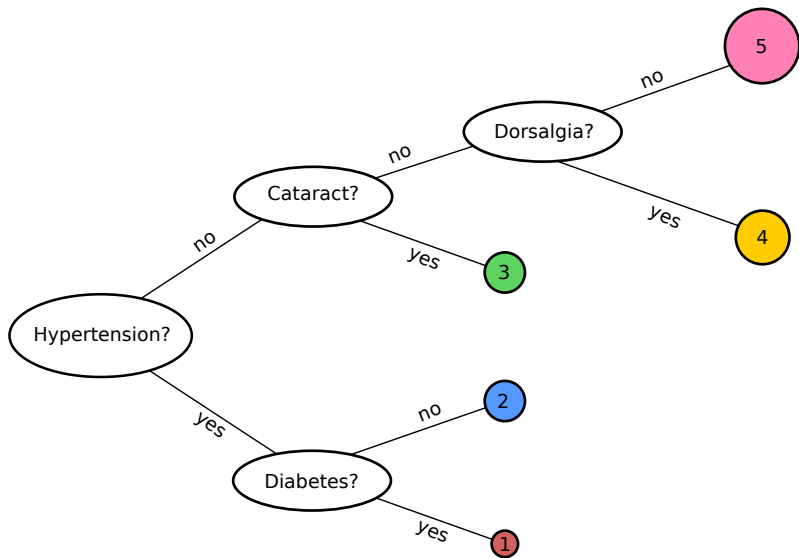 5
no
Dorsalgia?
no
Cataract?
yes
4
no
yes
3
Hypertension?
2
no
yes
Diabetes?
yes
1